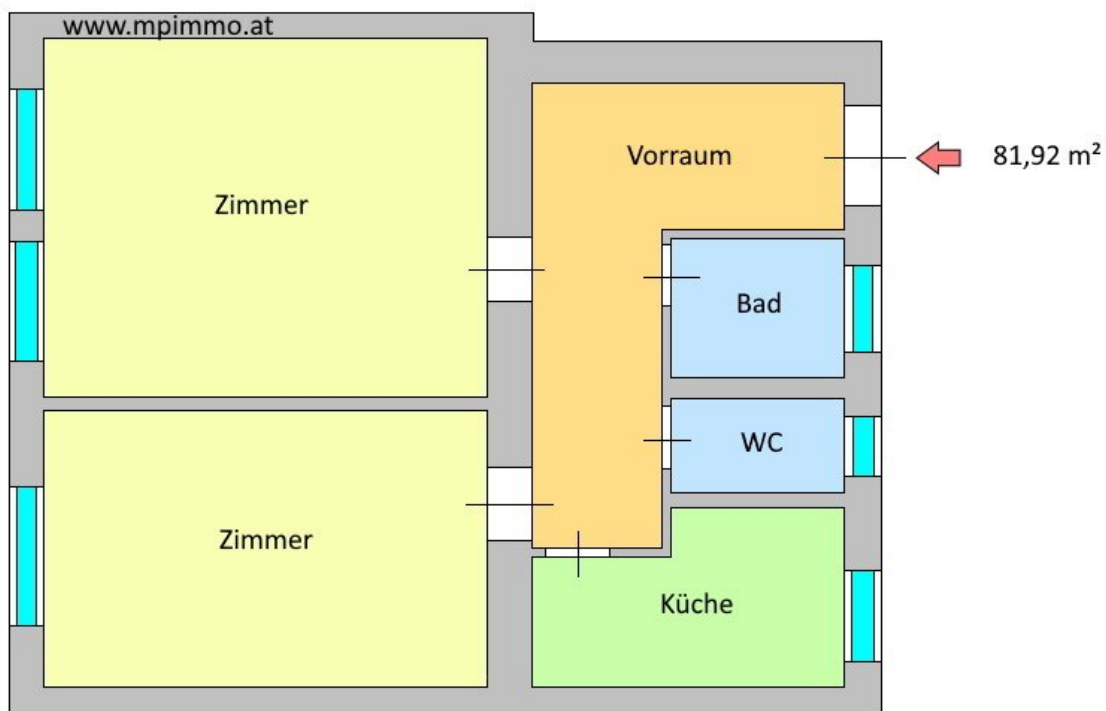 www.mpimmo.at
Vorraum
81,92 m²
Zimmer
Bad
WC
Zimmer
Küche